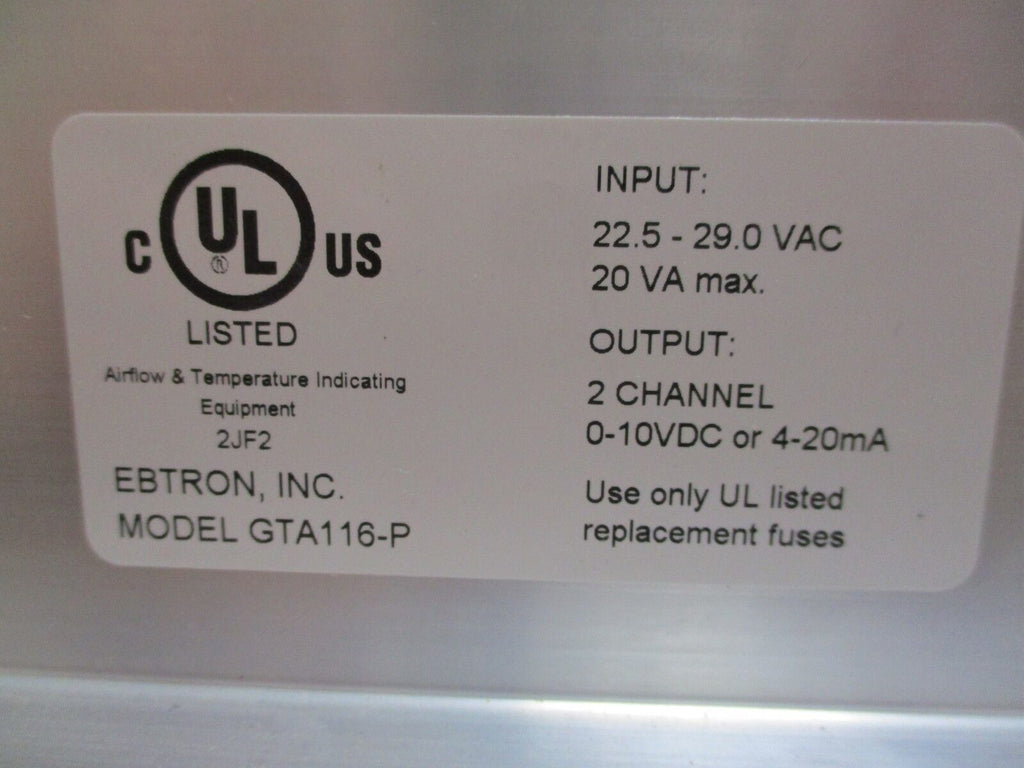 C UL ® US
LISTED
Airflow & Temperature Indicating
Equipment
2JF2
EBTRON, INC.
MODEL GTA116-P
INPUT:
22.5 - 29.0 VAC
20 VA max.
OUTPUT:
2 CHANNEL
0-10VDC or 4-20mA
Use only UL listed
replacement fuses